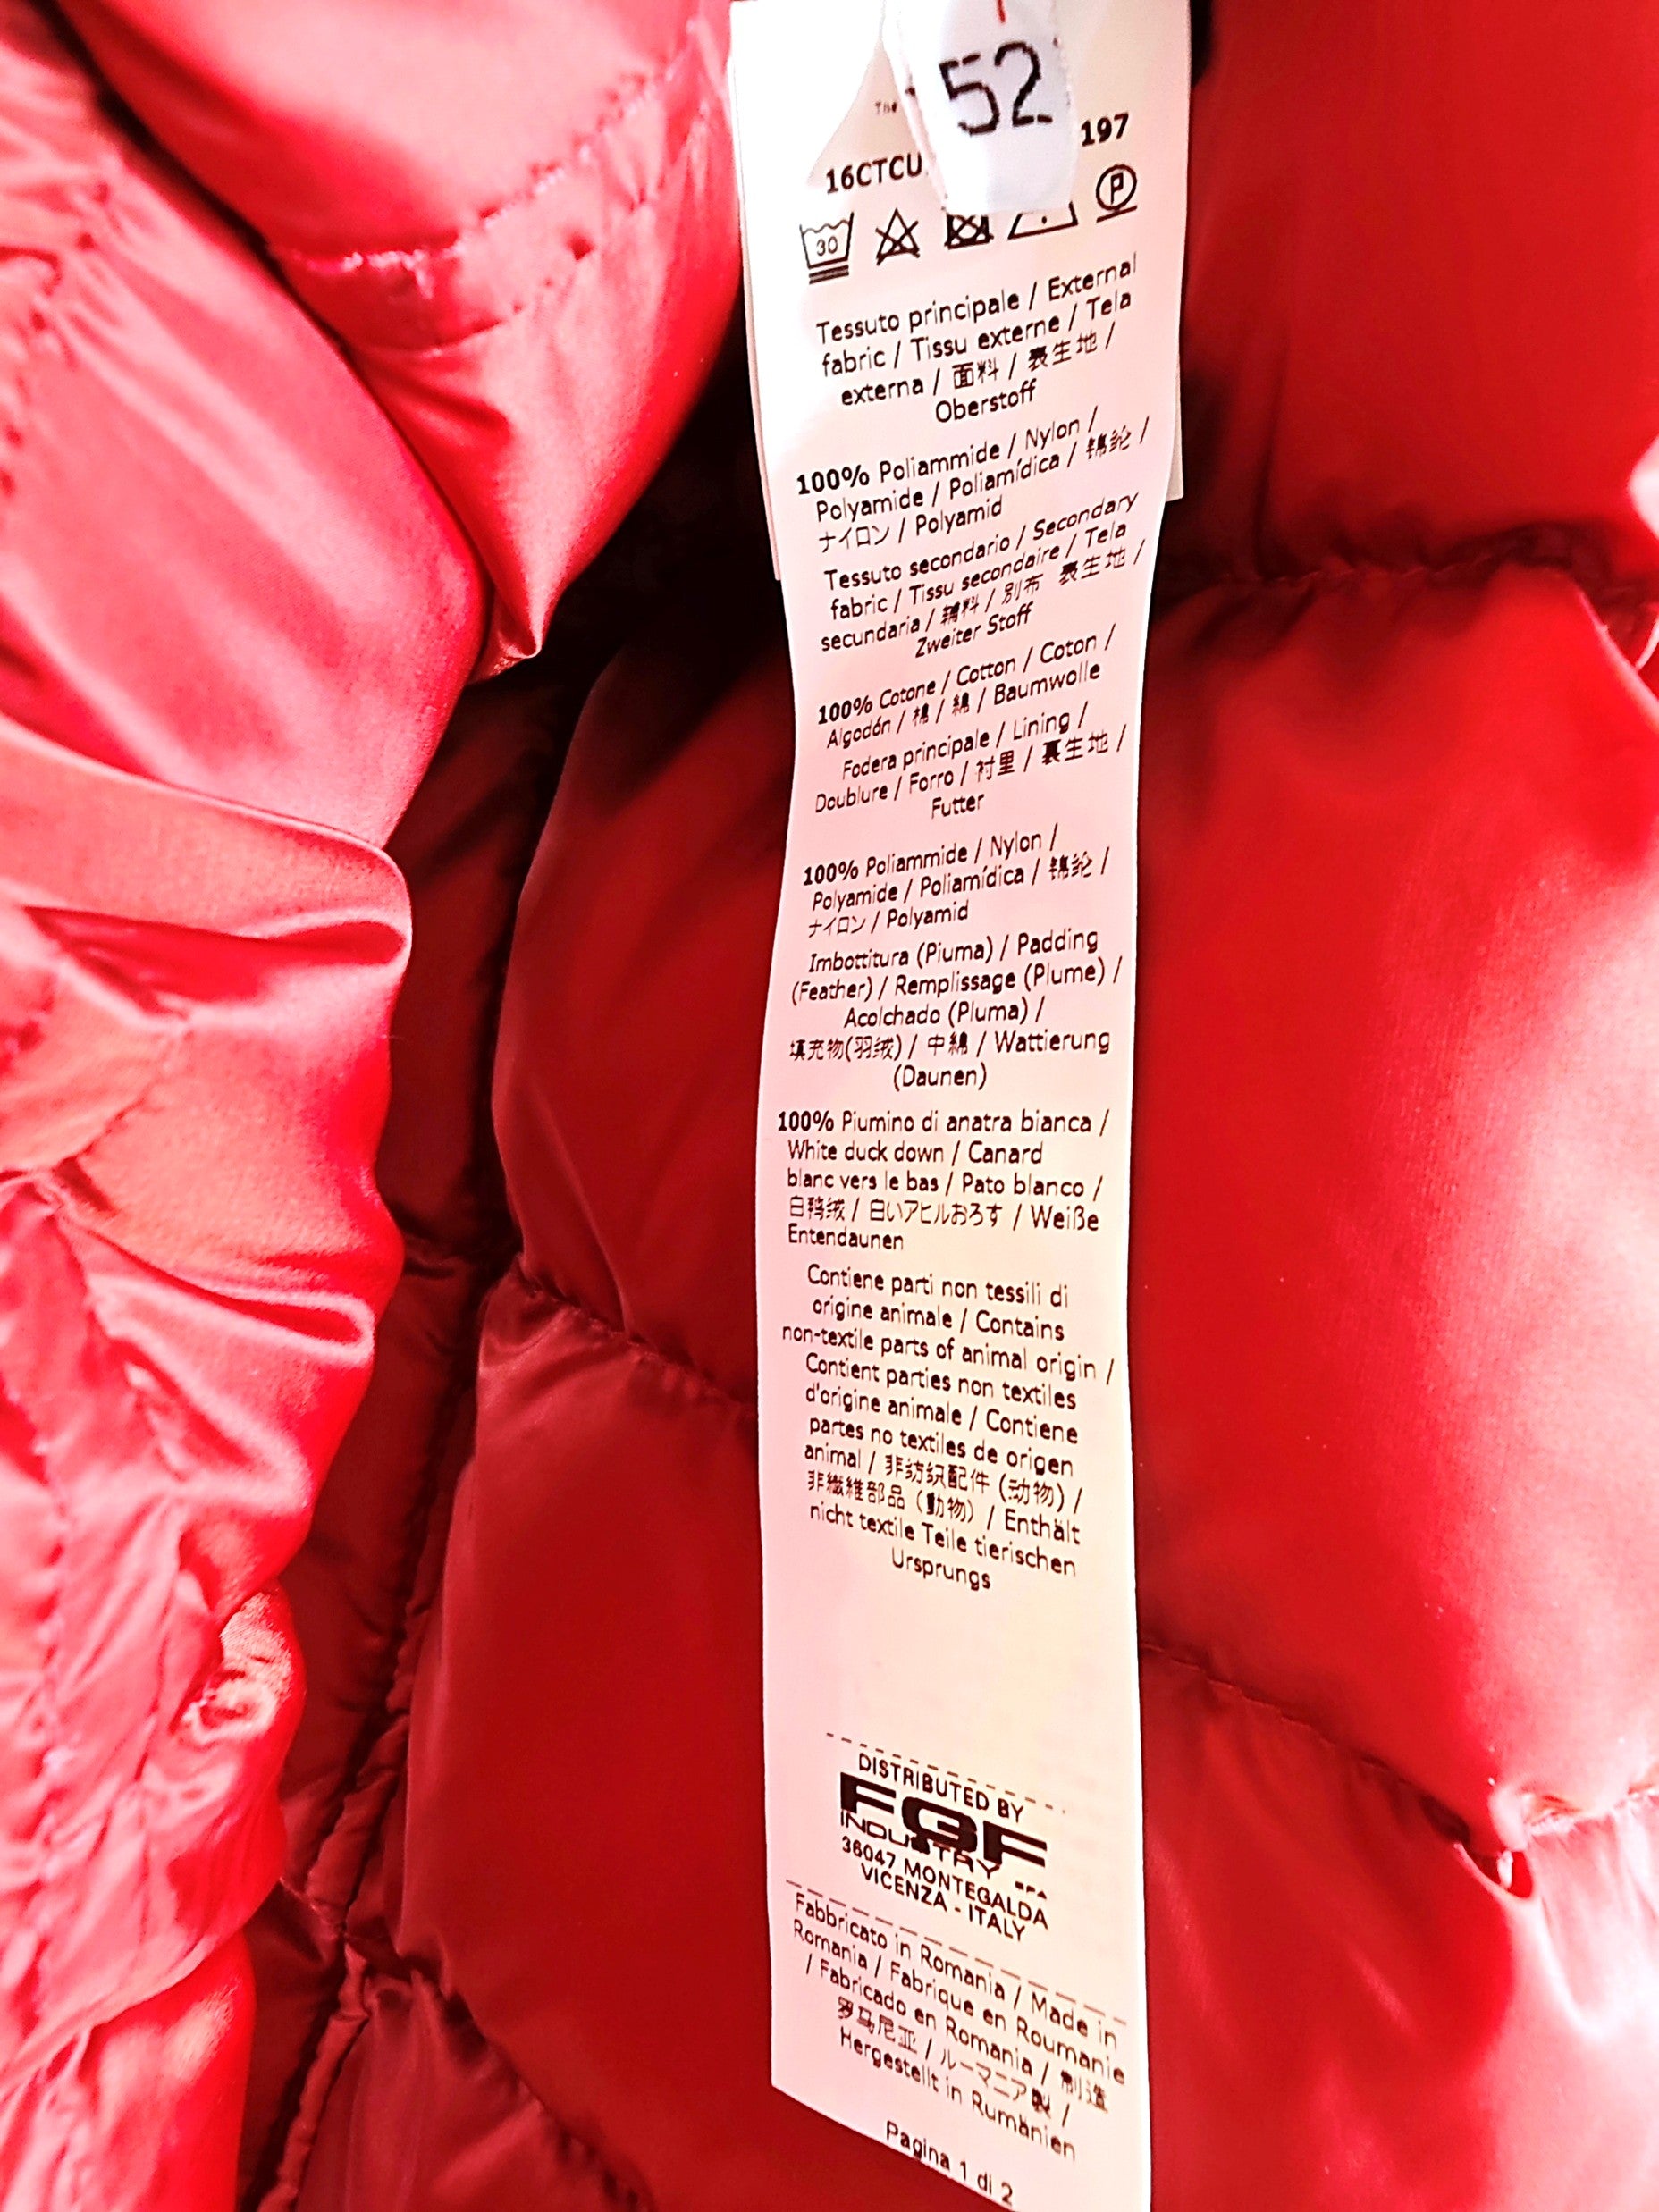 52
The
16CTCU
197
30
P
Tessuto principale / External
fabric / Tissu externe / Tela
externa / 面料 / 表生地 /
Oberstoff
100% Poliammide / Nylon /
Polyamide / Poliamídica / 锦纶 /
ナイロン / Polyamid
Tessuto secondario / Secondary
fabric / Tissu secondaire / Tela
secundaria / 辅料 / 別布 表生地 /
Zweiter Stoff
100% Cotone / Cotton / Coton /
Algodón / 棉 / 綿 / Baumwolle
Fodera principale / Lining /
Doublure / Forro / 衬里 / 裏生地 /
Futter
100% Poliammide / Nylon /
Polyamide / Poliamídica / 锦纶 /
ナイロン / Polyamid
Imbottitura (Piuma) / Padding
(Feather) / Remplissage (Plume) /
Acolchado (Pluma) /
填充物(羽绒) / 中綿 / Wattierung
(Daunen)
100% Piumino di anatra bianca /
White duck down / Canard
blanc vers le bas / Pato blanco /
白鸭绒 / 白いアヒルおろす / Weiße
Entendaunen
Contiene parti non tessili di
origine animale / Contains
non-textile parts of animal origin /
Contient parties non textiles
d'origine animale / Contiene
partes no textiles de origen
animal / 非纺织配件 (动物) /
非繊維部品 (動物) / Enthält
nicht textile Teile tierischen
Ursprungs
DISTRIBUTED BY
FGF
INDUSTRY SPA
36047 MONTEGALDA
VICENZA - ITALY
Fabbricato in Romania / Made in
Romania / Fabrique en Roumanie
/ Fabricado en Romania / 制造
罗马尼亚 / ルーマニア製 /
Hergestellt in Rumänien
Pagina 1 di 2